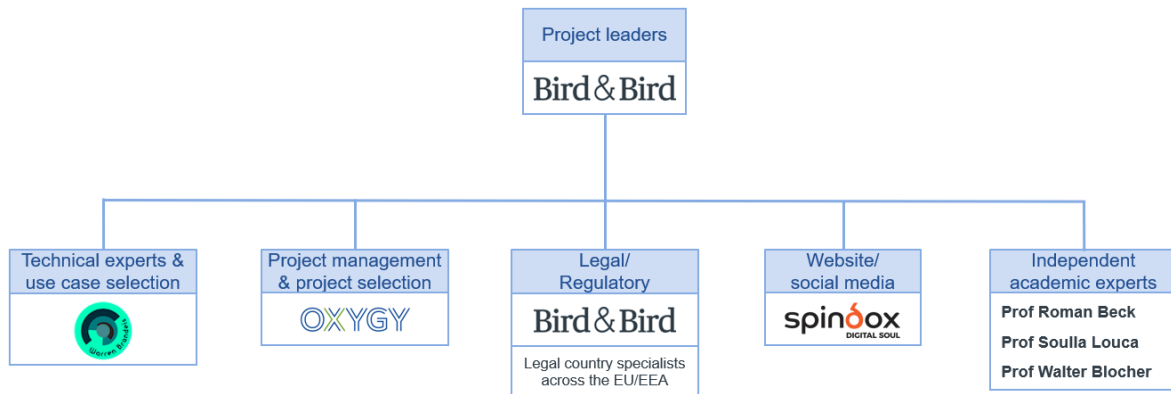 Project leaders
Bird & Bird
Technical experts &
use case selection
Warren Brandeis
Project management
& project selection
OXYGY
Legal/
Regulatory
Bird & Bird
Legal country specialists
across the EU/EEA
Website/
social media
spindox
DIGITAL SOUL
Independent
academic experts
Prof Roman Beck
Prof Soulla Louca
Prof Walter Blocher